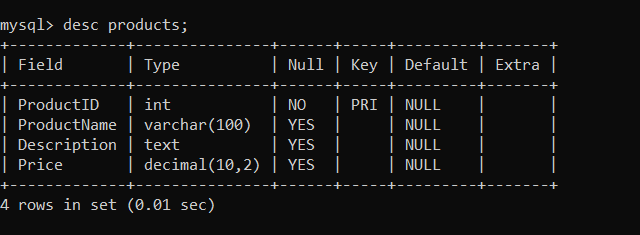 mysql> desc products;
+-------------+---------------+------+-----+---------+-------+
| Field       | Type          | Null | Key | Default | Extra |
+-------------+---------------+------+-----+---------+-------+
| ProductID   | int           | NO   | PRI | NULL    |       |
| ProductName | varchar(100)  | YES  |     | NULL    |       |
| Description | text          | YES  |     | NULL    |       |
| Price       | decimal(10,2) | YES  |     | NULL    |       |
+-------------+---------------+------+-----+---------+-------+
4 rows in set (0.01 sec)